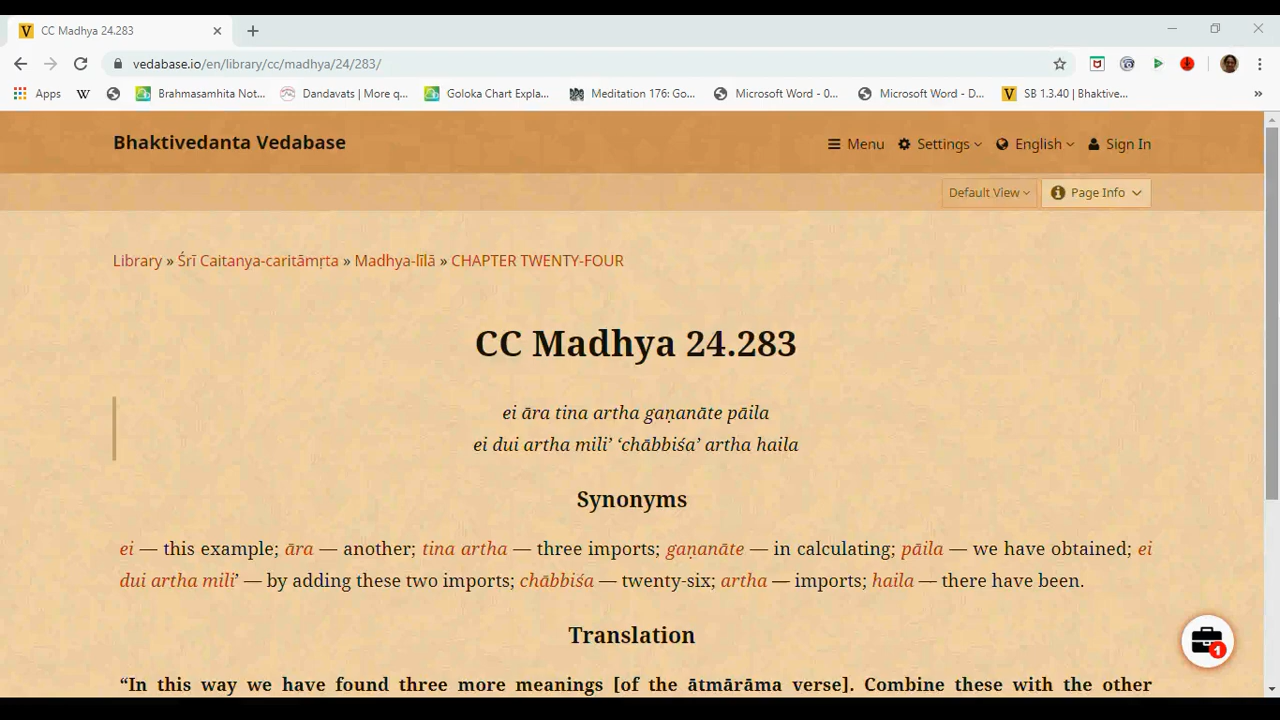 CC Madhya 24.283
vedabase.io/en/library/cc/madhya/24/283/
Apps
Brahmasamhita Not...
Dandavats | More q...
Goloka Chart Expla...
Meditation 176: Go...
Microsoft Word - 0...
Microsoft Word - D...
SB 1.3.40 | Bhaktive...
»
Bhaktivedanta Vedabase
Menu
Settings
English
Sign In
Default View
Page Info
Library » Śrī Caitanya-caritāmṛta » Madhya-līlā » CHAPTER TWENTY-FOUR
CC Madhya 24.283
ei āra tina artha gaṇanāte pāila
ei dui artha mili’ ‘chābbiśa’ artha haila
Synonyms
ei — this example; āra — another; tina artha — three imports; gaṇanāte — in calculating; pāila — we have obtained; ei
dui artha mili’ — by adding these two imports; chābbiśa — twenty-six; artha — imports; haila — there have been.
1
Translation
“In this way we have found three more meanings [of the ātmārāma verse]. Combine these with the other